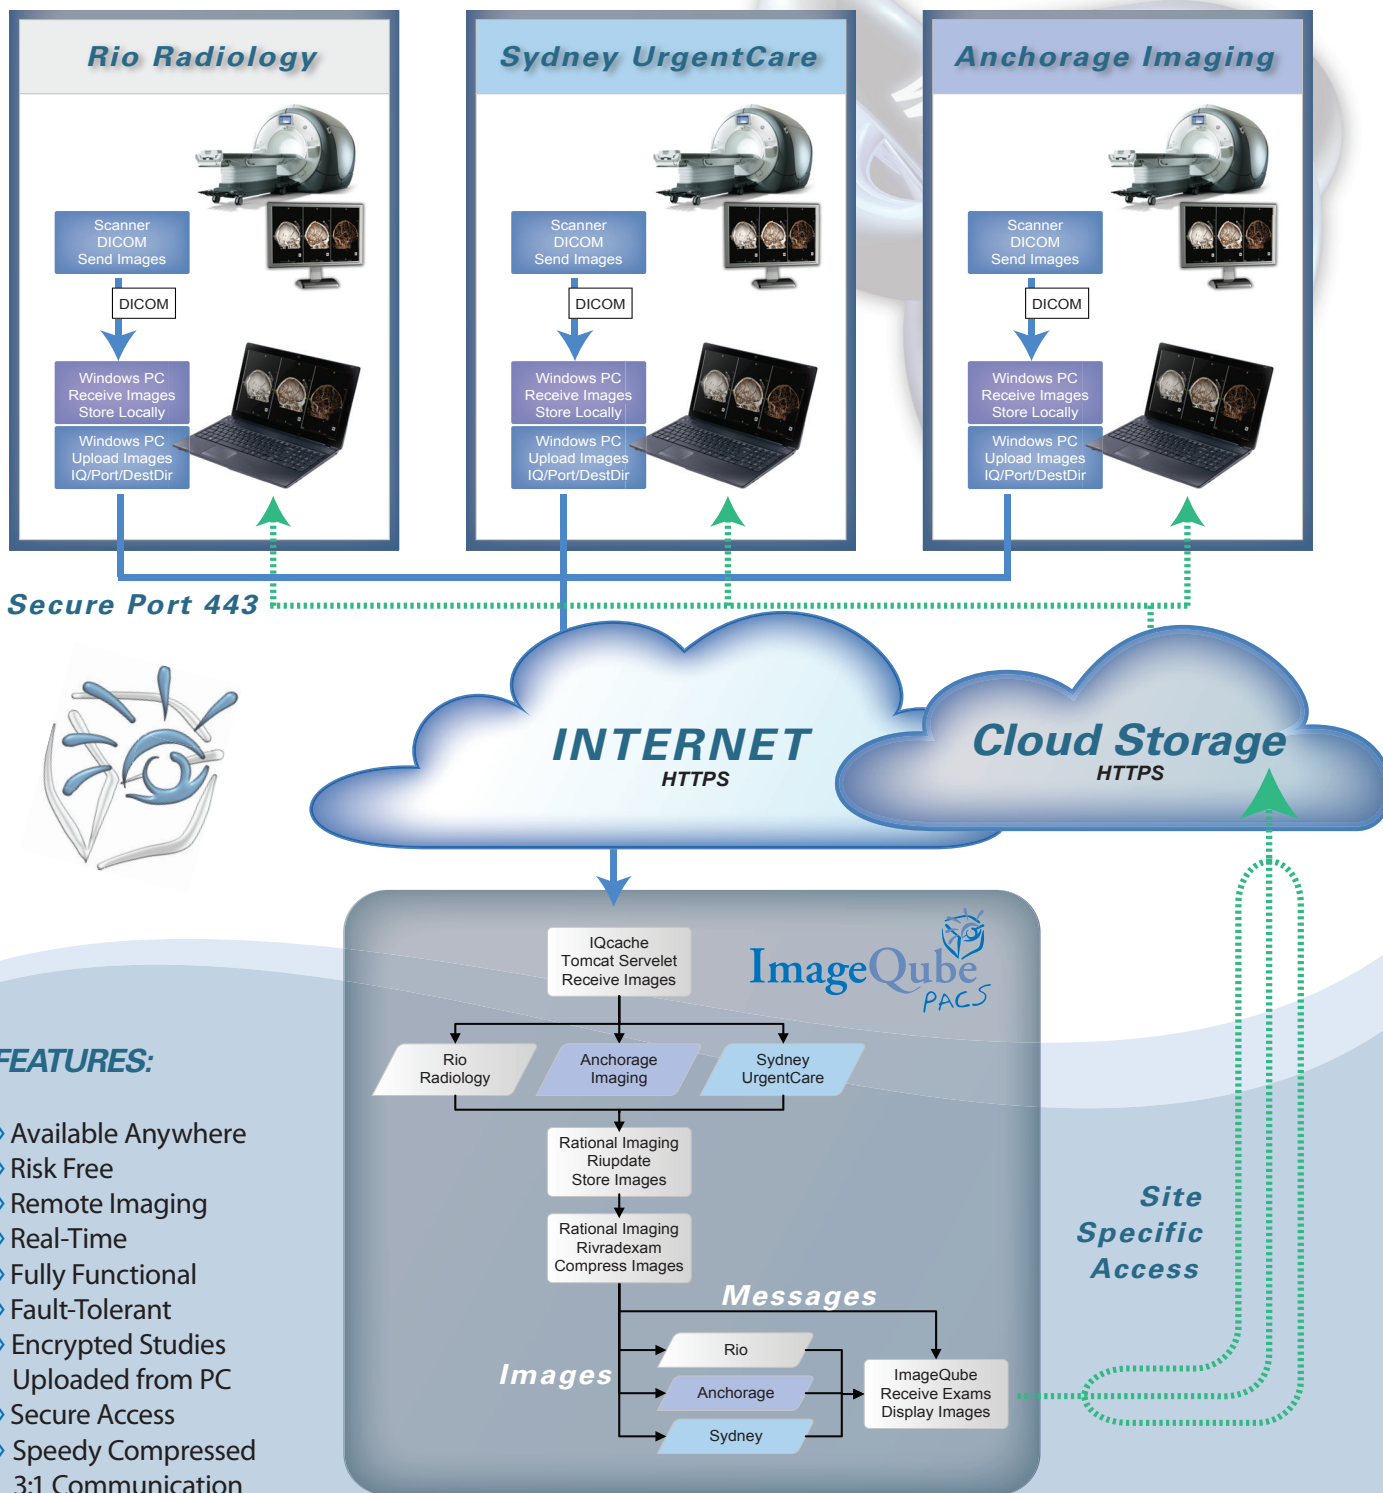 Rio Radiology
Scanner
DICOM
Send Images
DICOM
Windows PC
Receive Images
Store Locally
Windows PC
Upload Images
IQ/Port/DestDir
Sydney UrgentCare
Scanner
DICOM
Send Images
DICOM
Windows PC
Receive Images
Store Locally
Windows PC
Upload Images
IQ/Port/DestDir
Anchorage Imaging
Scanner
DICOM
Send Images
DICOM
Windows PC
Receive Images
Store Locally
Windows PC
Upload Images
IQ/Port/DestDir
Secure Port 443
INTERNET
HTTPS
Cloud Storage
HTTPS
IQcache
Tomcat Servelet
Receive Images
ImageQube
PACS
Rio
Radiology
Anchorage
Imaging
Sydney
UrgentCare
Rational Imaging
Riupdate
Store Images
Rational Imaging
Rivradexam
Compress Images
Messages
Images
Rio
Anchorage
Sydney
ImageQube
Receive Exams
Display Images
Site
Specific
Access
FEATURES:
Available Anywhere
Risk Free
Remote Imaging
Real-Time
Fully Functional
Fault-Tolerant
Encrypted Studies
Uploaded from PC
Secure Access
Speedy Compressed
3:1 Communication